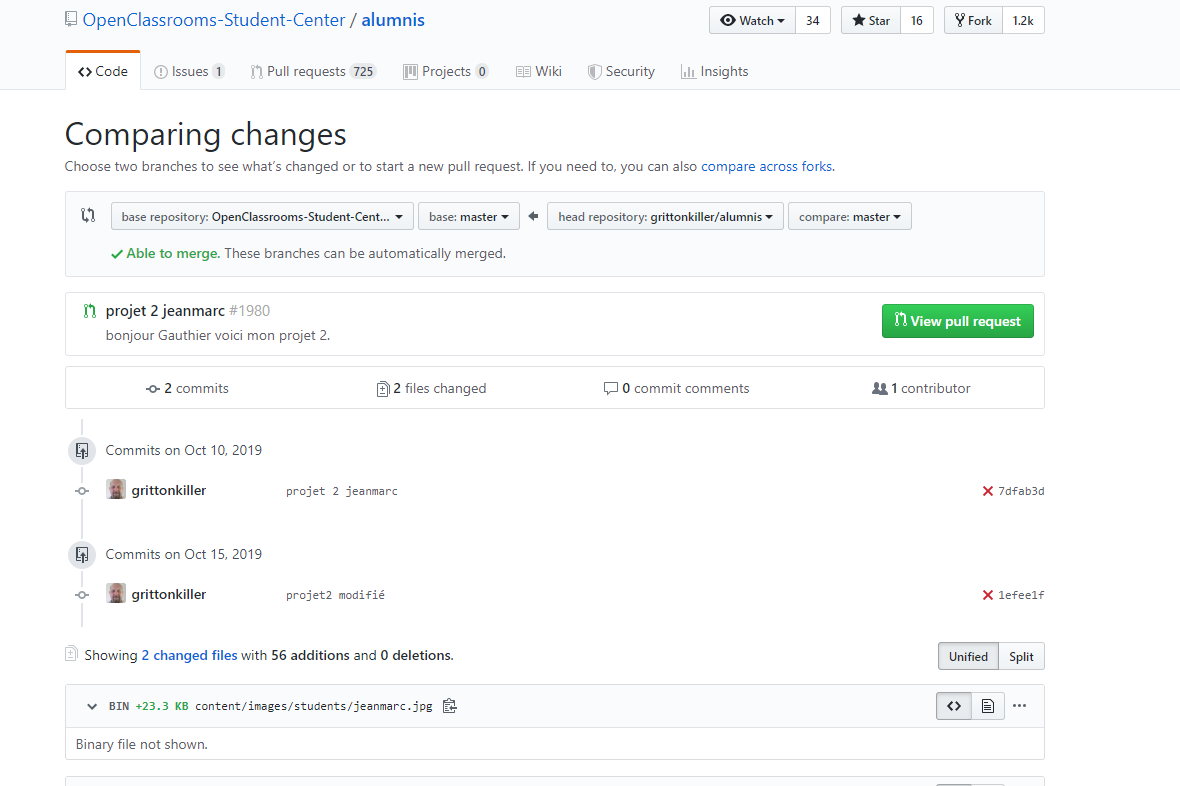 OpenClassrooms-Student-Center / alumnis
Watch 34 Star 16 Fork 1.2k
Code Issues 1 Pull requests 725 Projects 0 Wiki Security Insights
Comparing changes
Choose two branches to see what's changed or to start a new pull request. If you need to, you can also compare across forks.
base repository: OpenClassrooms-Student-Cent... base: master head repository: grittonkiller/alumnis compare: master
Able to merge. These branches can be automatically merged.
projet 2 jeanmarc #1980
bonjour Gauthier voici mon projet 2.
View pull request
2 commits 2 files changed 0 commit comments 1 contributor
Commits on Oct 10, 2019
grittonkiller projet 2 jeanmarc 7dfab3d
Commits on Oct 15, 2019
grittonkiller projet2 modifié 1efee1f
Showing 2 changed files with 56 additions and 0 deletions.
Unified Split
BIN +23.3 KB content/images/students/jeanmarc.jpg
Binary file not shown.